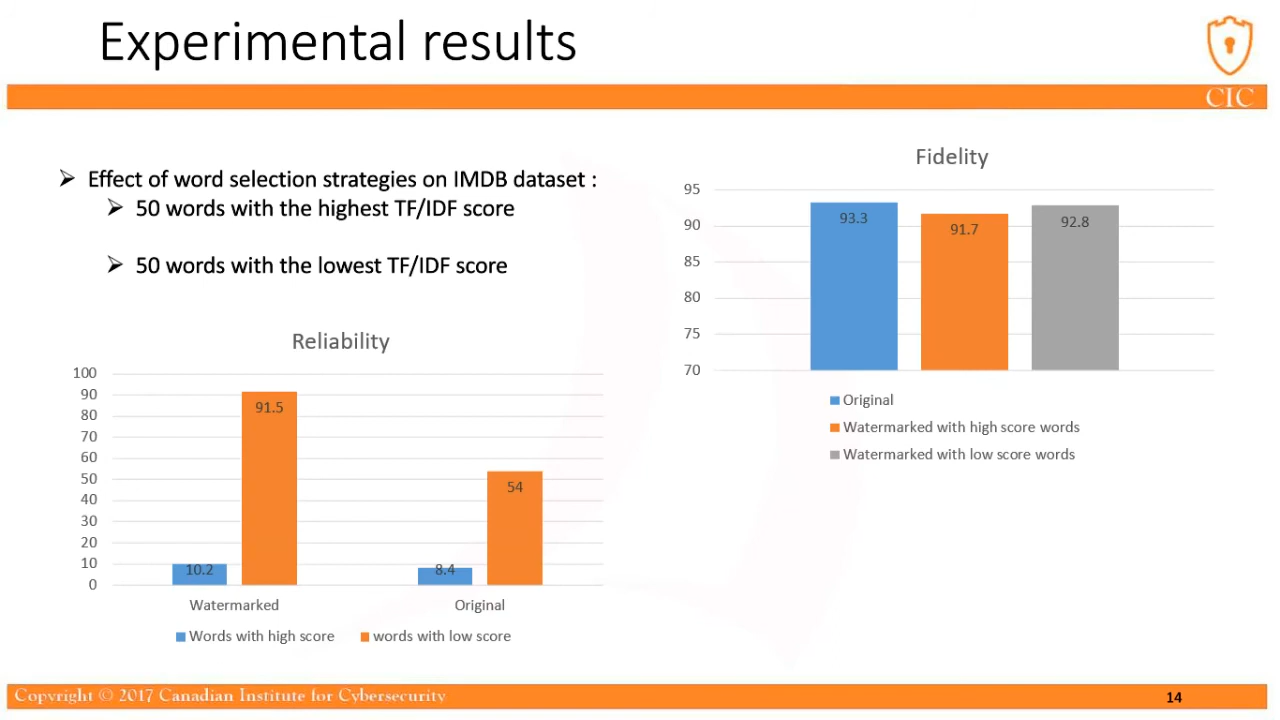 Experimental results
CIC
➢ Effect of word selection strategies on IMDB dataset :
➢ 50 words with the highest TF/IDF score
➢ 50 words with the lowest TF/IDF score
Reliability
100
90
80
70
60
50
40
30
20
10
0
10.2
91.5
8.4
54
Watermarked
Original
Words with high score
words with low score
Fidelity
95
90
85
80
75
70
93.3
91.7
92.8
Original
Watermarked with high score words
Watermarked with low score words
Copyright © 2017 Canadian Institute for Cybersecurity
14